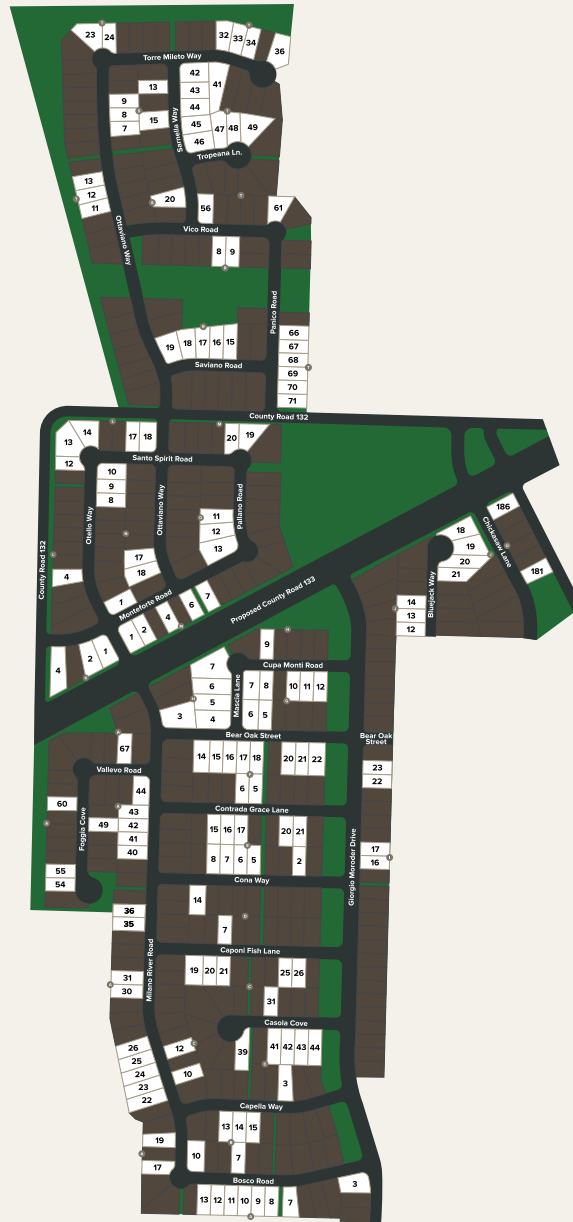 23 24
32 33 34
36
Torre Mileto Way
42
43
44
45
46
41
47 48 49
13
9
8
7
15
Samella Way
Tropeana Ln.
13
12
11
20
56
61
Ottaviano Way
Vico Road
8 9
Panico Road
19 18 17 16 15
Saviano Road
66
67
68
69
70
71
County Road 132
13
14
12
17 18
20 19
Santo Spirit Road
10
9
8
Otello Way
Ottaviano Way
Pallano Road
11
12
13
17
18
4
County Road 132
1
Monteforte Road
1 2
4
6
7
4
2 1
Proposed County Road 133
186
Chickasaw Lane
181
18
19
20
21
Bluejack Way
14
13
12
9
Cupa Monti Road
7
6
5
4
3
Mascia Lane
7 8
6 5
10 11 12
Bear Oak Street
Bear Oak
Street
14 15 16 17 18
6 5
20 21 22
23
22
67
Vallevo Road
60
Foggia Cove
44
43
42
41
40
49
55
54
Contrada Grace Lane
15 16 17
8 7 6 5
20 21
2
17
16
Giorgio Moroder Drive
Cona Way
14
7
36
35
Caponi Fish Lane
19 20 21
25 26
31
31
30
Milano River Road
Casola Cove
39
41 42 43 44
3
26
25
24
23
22
12
10
Capella Way
13 14 15
7
10
19
17
Bosco Road
13 12 11 10 9 8 7
3